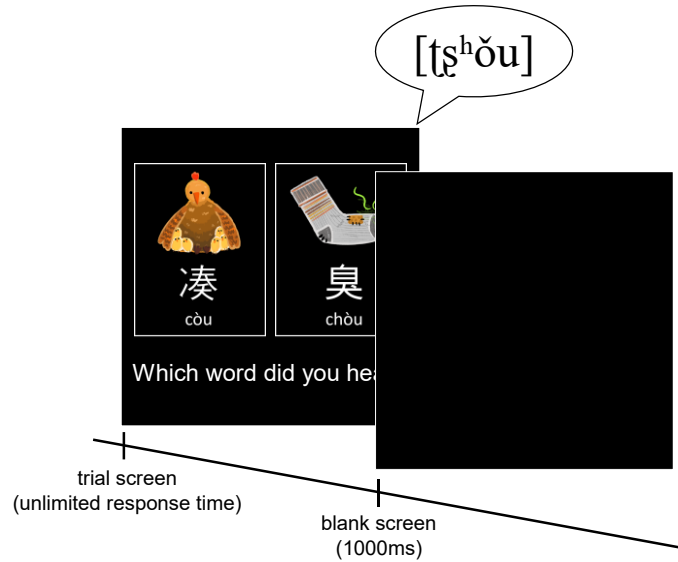 [ʈʂʰǒu]
凑 臭
còu chòu
Which word did you hea
trial screen
(unlimited response time)
blank screen
(1000ms)